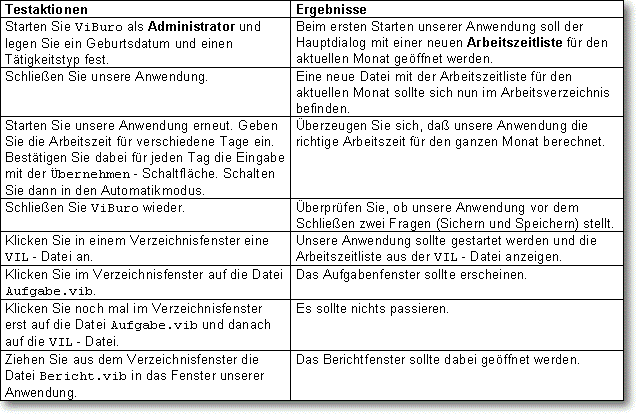 Testaktionen
Ergebnisse
Starten Sie ViBuro als Administrator und
legen Sie ein Geburtsdatum und einen
Tätigkeitstyp fest.
Beim ersten Starten unserer Anwendung soll der
Hauptdialog mit einer neuen Arbeitszeitliste für den
aktuellen Monat geöffnet werden.
Schließen Sie unsere Anwendung.
Eine neue Datei mit der Arbeitszeitliste für den
aktuellen Monat sollte sich nun im Arbeitsverzeichnis
befinden.
Starten Sie unsere Anwendung erneut. Geben
Sie die Arbeitszeit für verschiedene Tage ein.
Bestätigen Sie dabei für jeden Tag die Eingabe
mit der Übernehmen - Schaltfläche. Schalten
Sie dann in den Automatikmodus.
Überzeugen Sie sich, daß unsere Anwendung die
richtige Arbeitszeit für den ganzen Monat berechnet.
Schließen Sie ViBuro wieder.
Überprüfen Sie, ob unsere Anwendung vor dem
Schließen zwei Fragen (Sichern und Speichern) stellt.
Klicken Sie in einem Verzeichnisfenster eine
VIL - Datei an.
Unsere Anwendung sollte gestartet werden und die
Arbeitszeitliste aus der VIL - Datei anzeigen.
Klicken Sie im Verzeichnisfenster auf die Datei
Aufgabe.vib.
Das Aufgabenfenster sollte erscheinen.
Klicken Sie noch mal im Verzeichnisfenster
erst auf die Datei Aufgabe.vib und danach
auf die VIL - Datei.
Es sollte nichts passieren.
Ziehen Sie aus dem Verzeichnisfenster die
Datei Bericht.vib in das Fenster unserer
Anwendung.
Das Berichtfenster sollte dabei geöffnet werden.